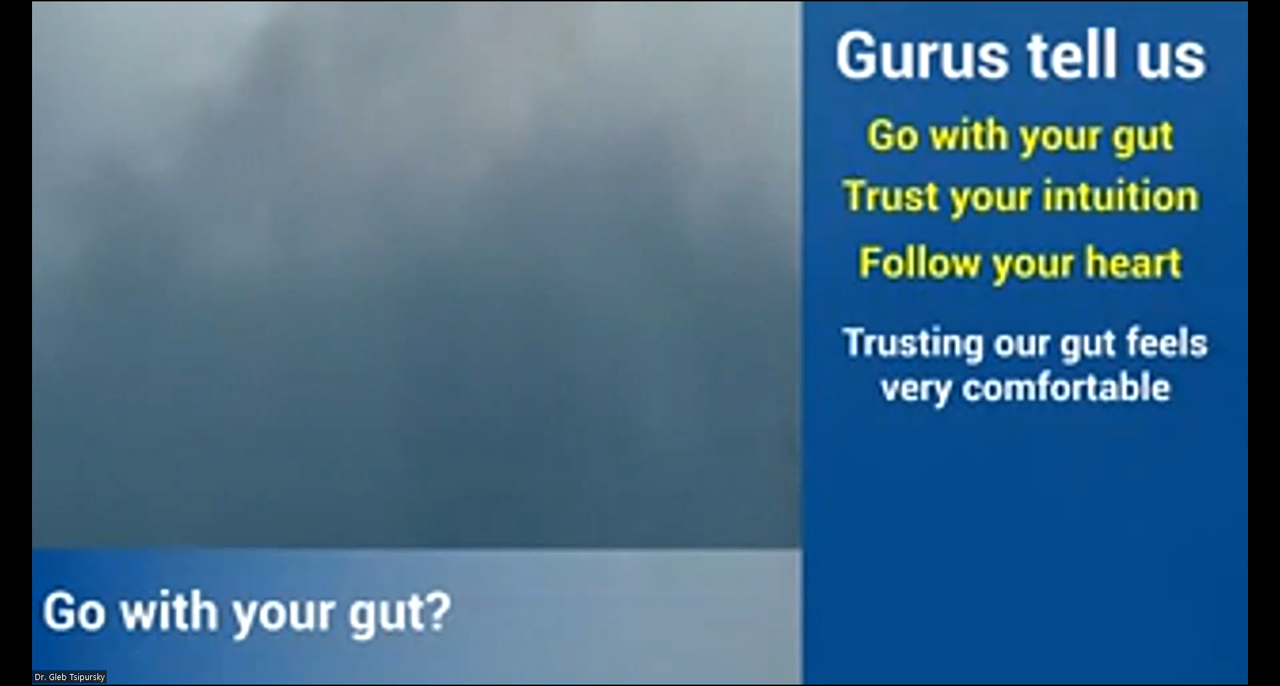 Gurus tell us
Go with your gut
Trust your intuition
Follow your heart
Trusting our gut feels
very comfortable
Go with your gut?
Dr. Gleb Tsipursky